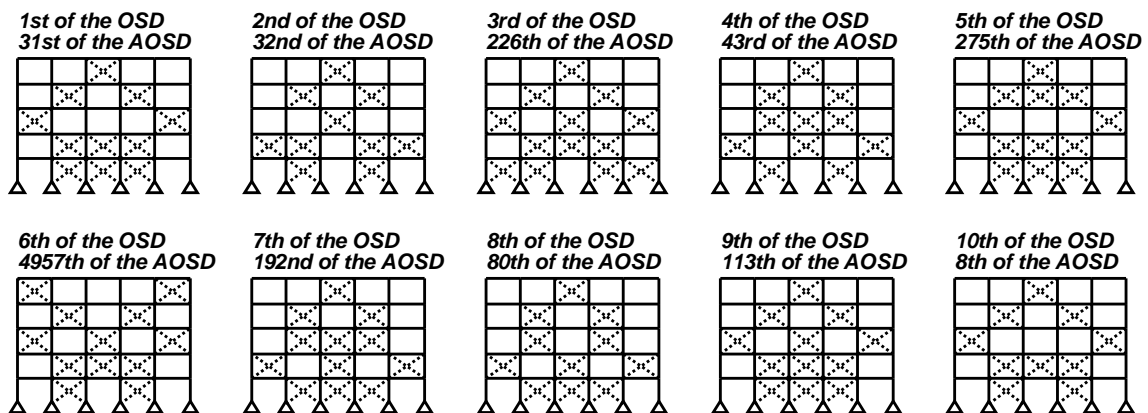 1st of the OSD
31st of the AOSD
2nd of the OSD
32nd of the AOSD
3rd of the OSD
226th of the AOSD
4th of the OSD
43rd of the AOSD
5th of the OSD
275th of the AOSD
6th of the OSD
4957th of the AOSD
7th of the OSD
192nd of the AOSD
8th of the OSD
80th of the AOSD
9th of the OSD
113th of the AOSD
10th of the OSD
8th of the AOSD